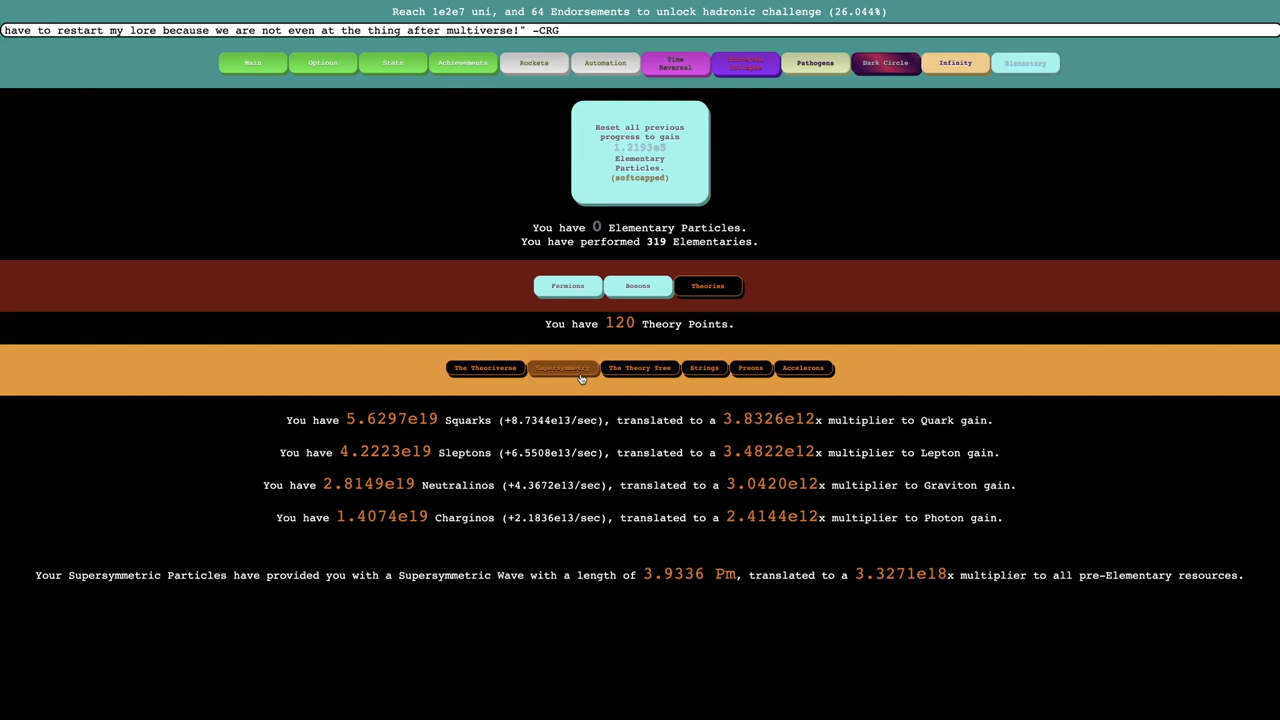 Reach 1e2e7 uni, and 64 Endorsements to unlock hadronic challenge (26.044%)
have to restart my lore because we are not even at the thing after multiverse!" -CRG
Main Options Stats Achievements Rockets Automation Time Reversal Universal Collapse Pathogens Dark Circle Infinity Elementary
Reset all previous
progress to gain
1.2193e5
Elementary
Particles.
(softcapped)
You have 0 Elementary Particles.
You have performed 319 Elementaries.
Fermions Bosons Theories
You have 120 Theory Points.
The Theoriverse Supersymmetry The Theory Tree Strings Preons Accelerons
You have 5.6297e19 Squarks (+8.7344e13/sec), translated to a 3.8326e12x multiplier to Quark gain.
You have 4.2223e19 Sleptons (+6.5508e13/sec), translated to a 3.4822e12x multiplier to Lepton gain.
You have 2.8149e19 Neutralinos (+4.3672e13/sec), translated to a 3.0420e12x multiplier to Graviton gain.
You have 1.4074e19 Charginos (+2.1836e13/sec), translated to a 2.4144e12x multiplier to Photon gain.
Your Supersymmetric Particles have provided you with a Supersymmetric Wave with a length of 3.9336 Pm, translated to a 3.3271e18x multiplier to all pre-Elementary resources.